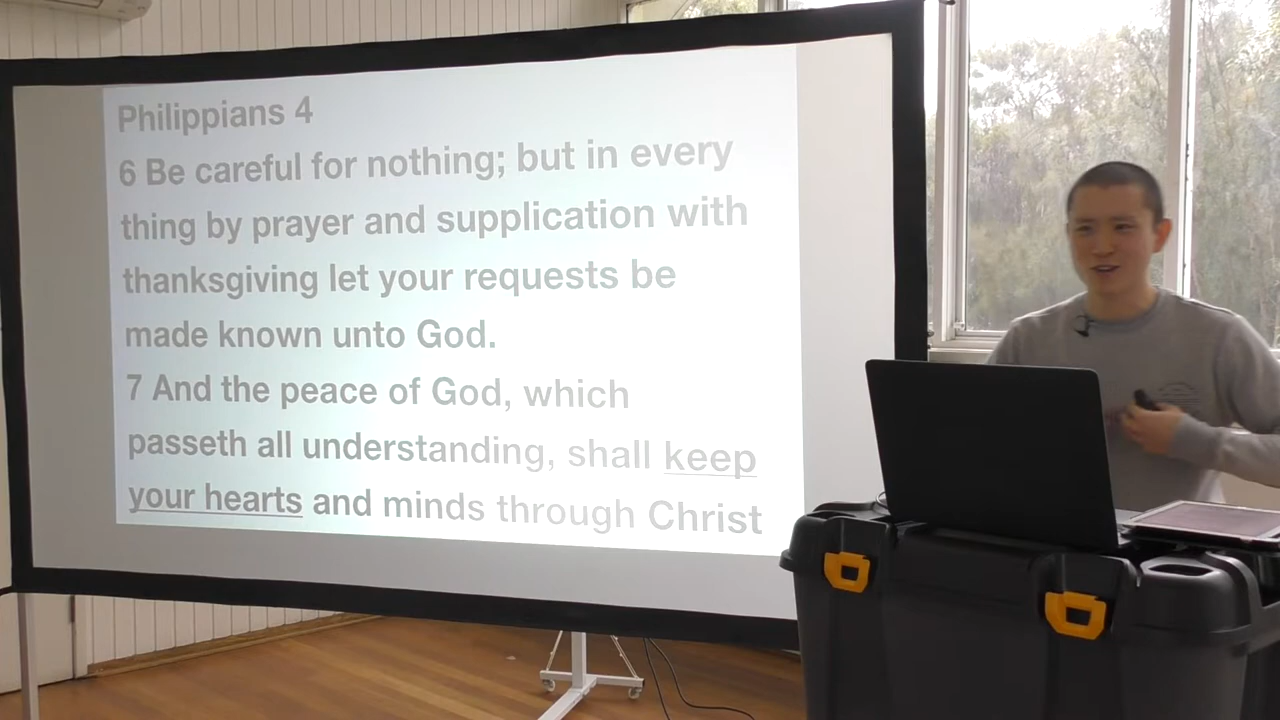 Philippians 4
6 Be careful for nothing; but in every
thing by prayer and supplication with
thanksgiving let your requests be
made known unto God.
7 And the peace of God, which
passeth all understanding, shall keep
your hearts and minds through Christ